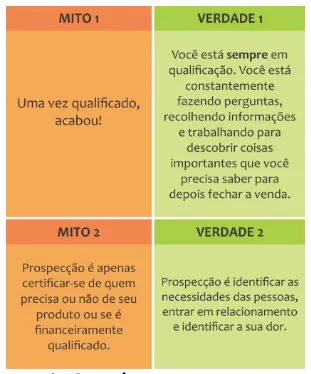 MITO 1
Uma vez qualificado,
acabou!
VERDADE 1
Você está sempre em
qualificação. Você está
constantemente
fazendo perguntas,
recolhendo informações
e trabalhando para
descobrir coisas
importantes que você
precisa saber para
depois fechar a venda.
MITO 2
Prospecção é apenas
certificar-se de quem
precisa ou não de seu
produto ou se é
financeiramente
qualificado.
VERDADE 2
Prospecção é identificar as
necessidades das pessoas,
entrar em relacionamento
e identificar a sua dor.